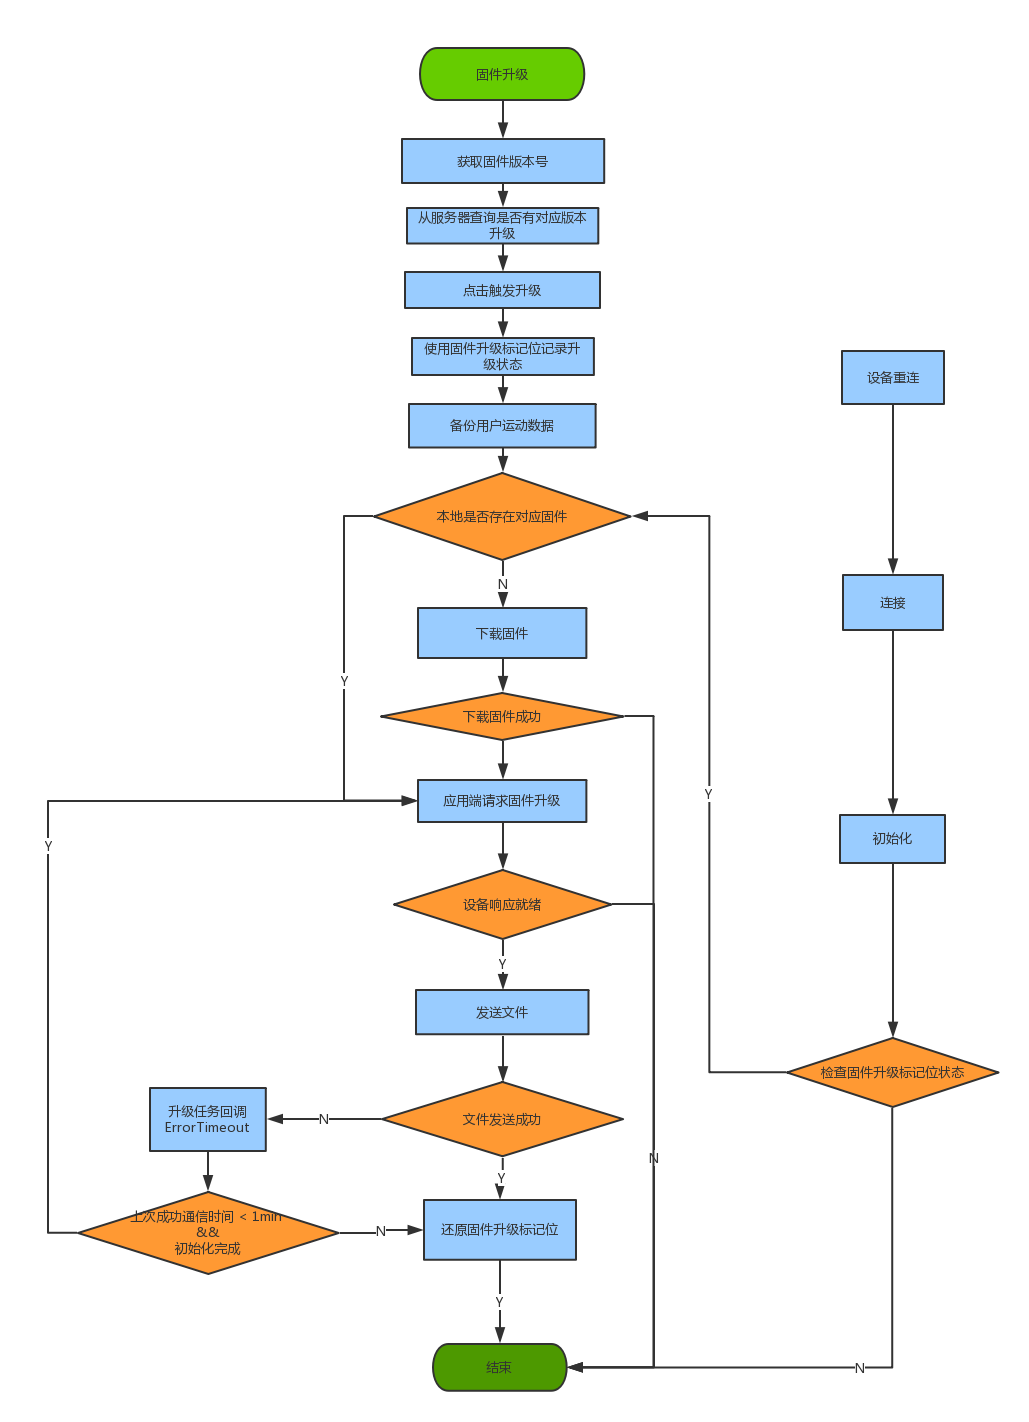 固件升级
获取固件版本号
从服务器查询是否有对应版本
升级
点击触发升级
使用固件升级标记位记录升
级状态
备份用户运动数据
本地是否存在对应固件
N
下载固件
Y
下载固件成功
应用端请求固件升级
Y
设备响应就绪
Y
发送文件
文件发送成功
N
升级任务回调
ErrorTimeout
Y
上次成功通信时间 < 1min
&&
初始化完成
N
还原固件升级标记位
Y
N
结束
设备重连
连接
初始化
Y
检查固件升级标记位状态
N